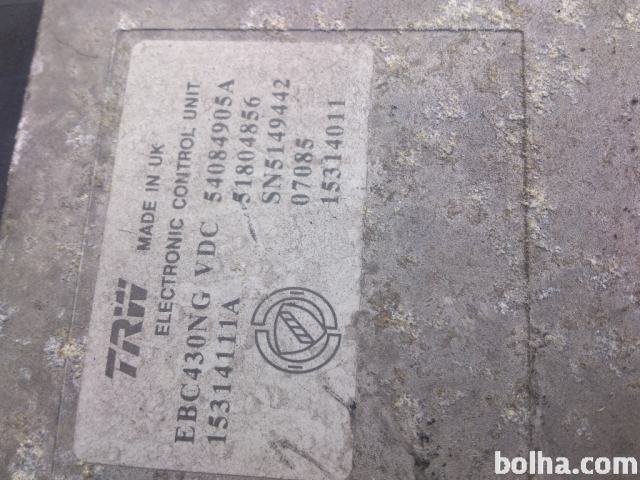 TRW
MADE IN UK
ELECTRONIC CONTROL UNIT
EBC430NG VDC 54084905A
15314111A 51804856
SN5149442
07085
15314011
bolha.com